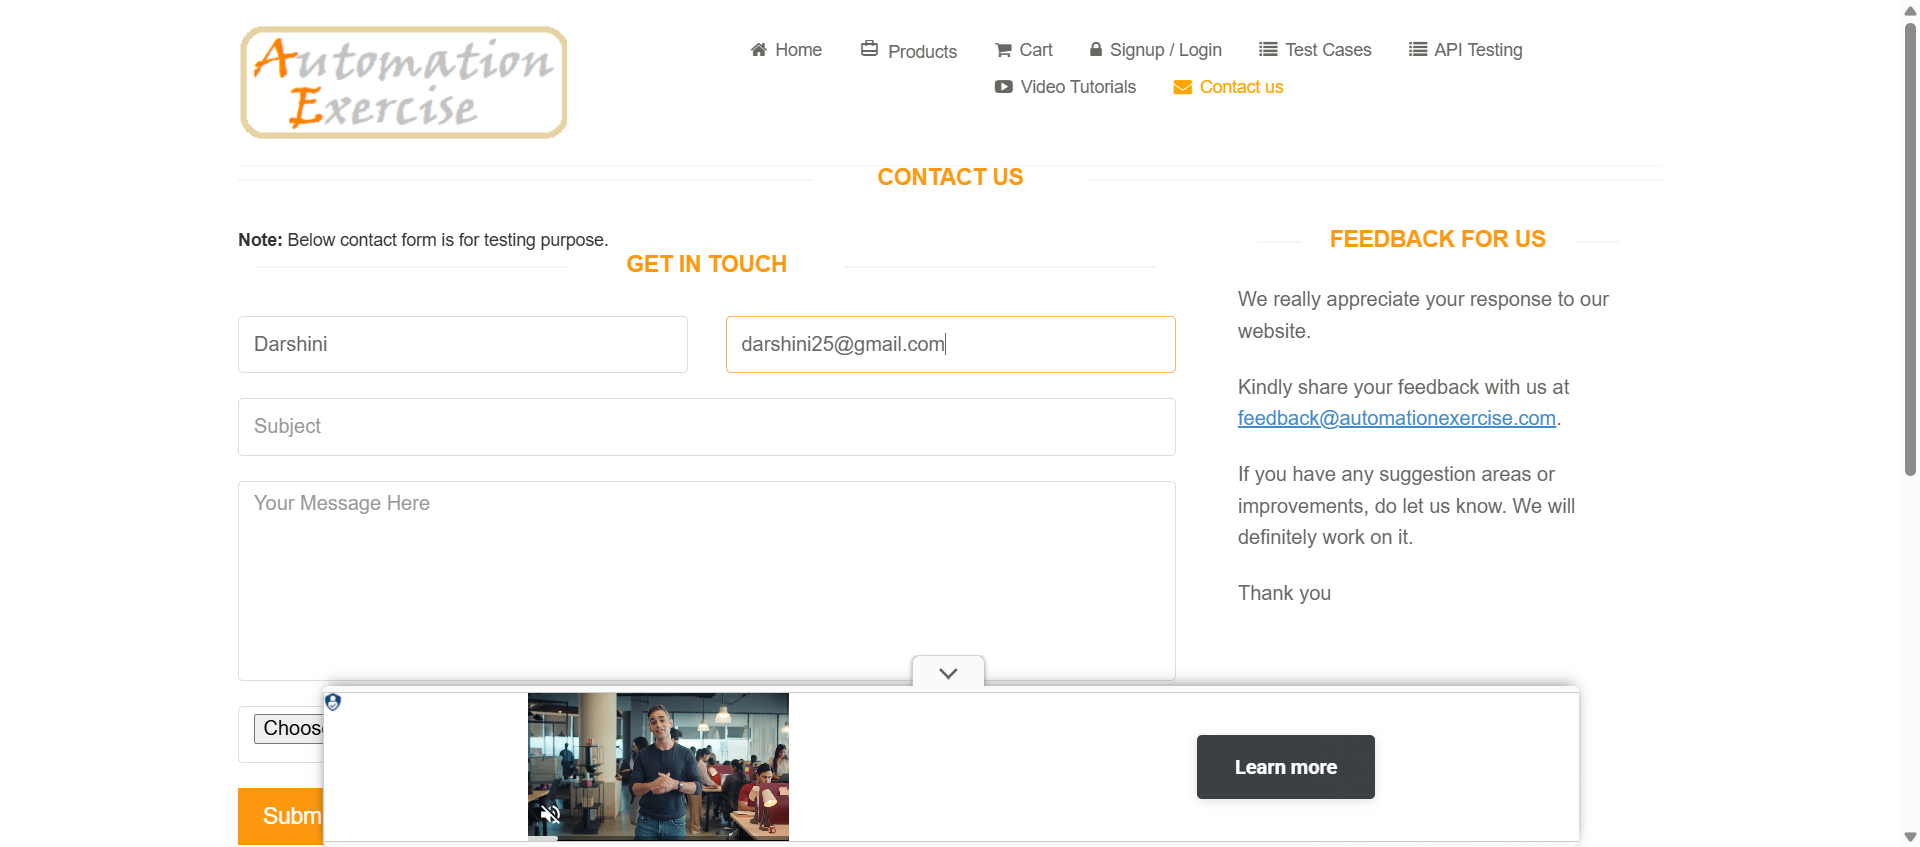 Automation
Exercise
Home
Products
Cart
Signup / Login
Test Cases
API Testing
Video Tutorials
Contact us
CONTACT US
Note: Below contact form is for testing purpose.
GET IN TOUCH
Darshini
darshini25@gmail.com
Subject
Your Message Here
Choos
Subm
FEEDBACK FOR US
We really appreciate your response to our
website.
Kindly share your feedback with us at
feedback@automationexercise.com.
If you have any suggestion areas or
improvements, do let us know. We will
definitely work on it.
Thank you
Learn more